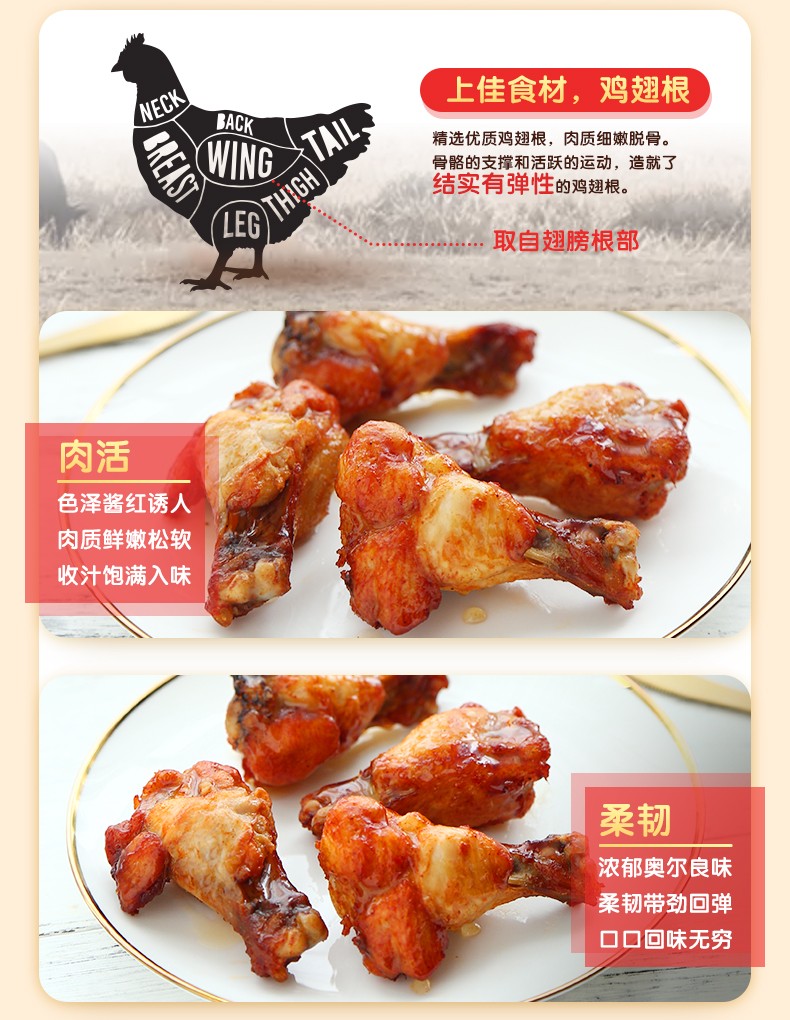 上佳食材，鸡翅根
精选优质鸡翅根，肉质细嫩脱骨。
骨骼的支撑和活跃的运动，造就了
结实有弹性的鸡翅根。
取自翅膀根部
NECK
BACK
BREAST
WING
TAIL
THIGH
LEG
肉活
色泽酱红诱人
肉质鲜嫩松软
收汁饱满入味
柔韧
浓郁奥尔良味
柔韧带劲回弹
口口回味无穷